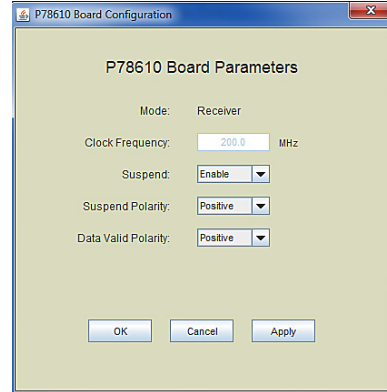 P78610 Board Configuration
P78610 Board Parameters
Mode: Receiver
Clock Frequency: 200.0 MHz
Suspend: Enable
Suspend Polarity: Positive
Data Valid Polarity: Positive
OK Cancel Apply